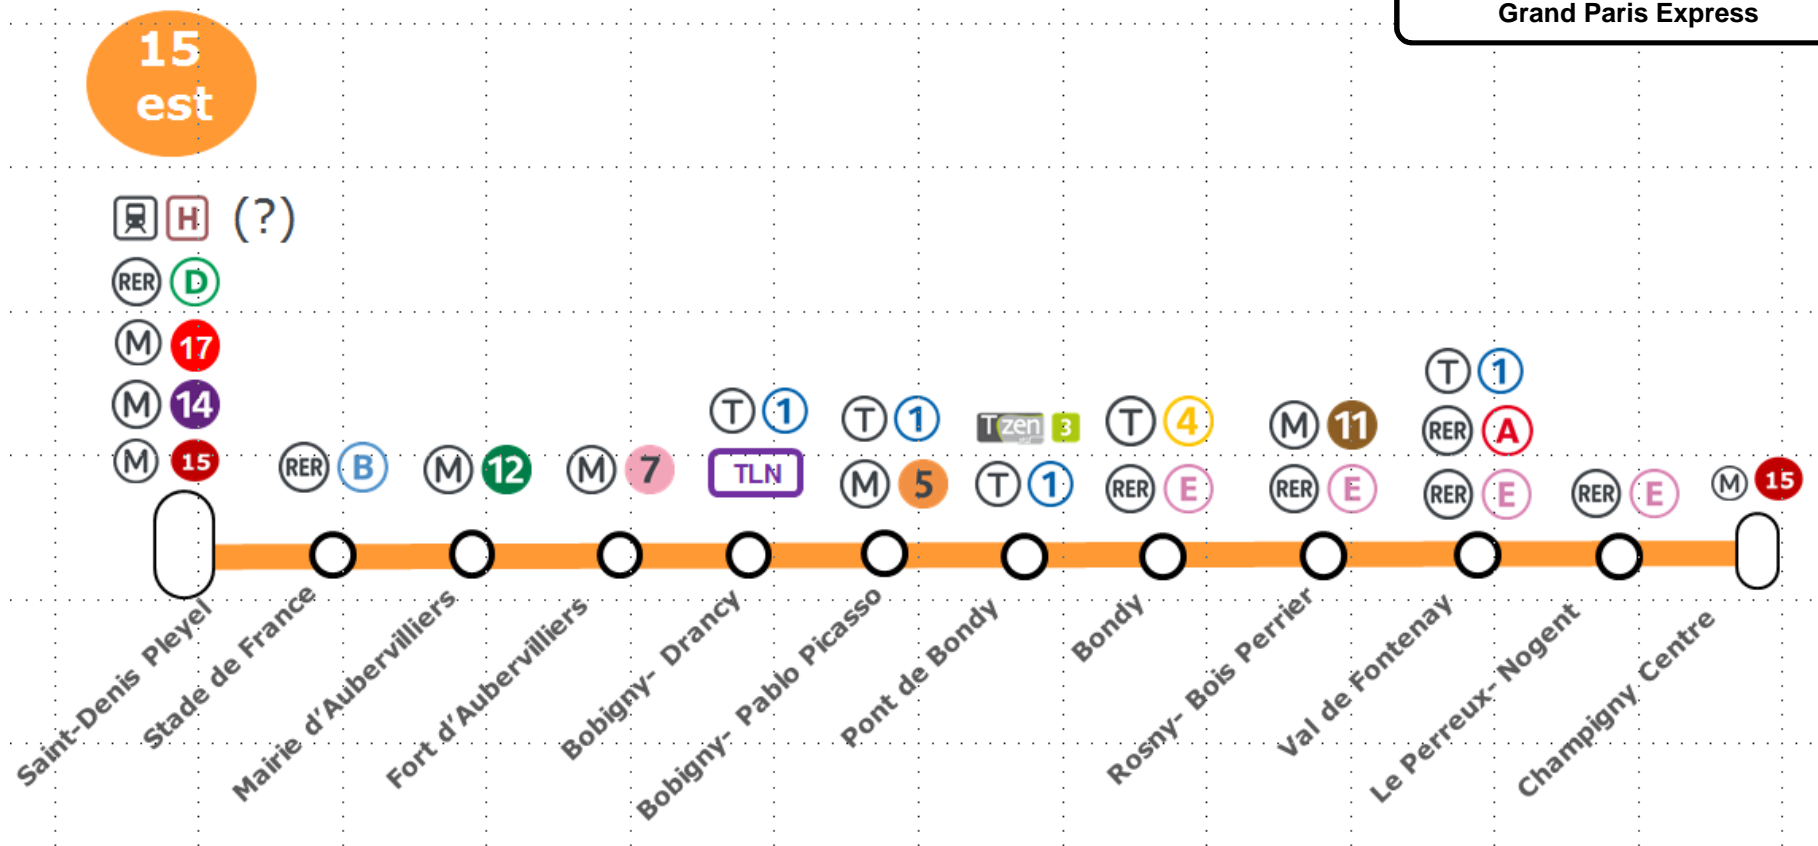 Grand Paris Express
15
est
H (?)
RER D
M 17
M 14
M 15
RER B
M 12
M 7
T 1
TLN
T 1
M 5
Tzen 3
T 1
T 4
RER E
M 11
RER E
T 1
RER A
RER E
RER E
M 15
Saint-Denis Pleyel
Stade de France
Mairie d'Aubervilliers
Fort d'Aubervilliers
Bobigny- Drancy
Bobigny- Pablo Picasso
Pont de Bondy
Bondy
Rosny- Bois Perrier
Val de Fontenay
Le Perreux- Nogent
Champigny Centre